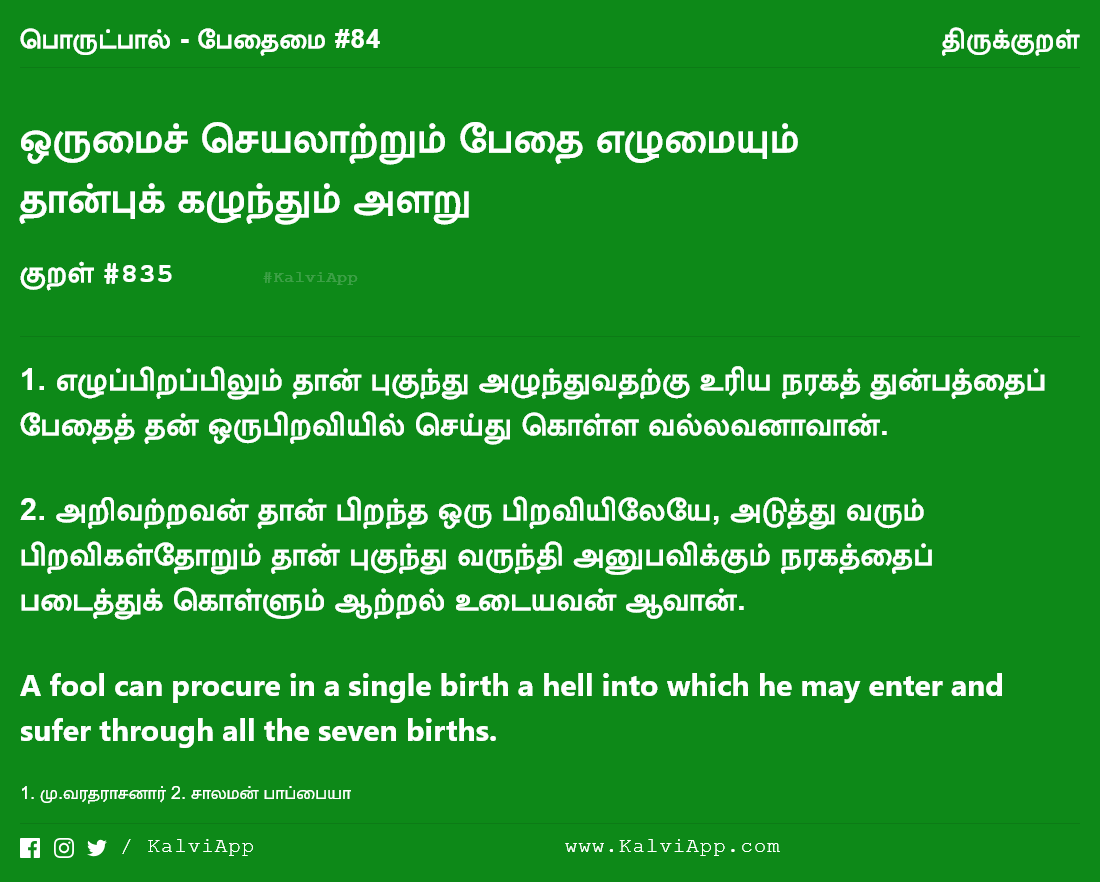 பொருட்பால் - பேதைமை #84 திருக்குறள்
ஒருமைச் செயலாற்றும் பேதை எழுமையும்
தான்புக் கழுந்தும் அளறு
குறள் #835 #KalviApp
1. எழுப்பிறப்பிலும் தான் புகுந்து அழுந்துவதற்கு உரிய நரகத் துன்பத்தைப்
பேதைத் தன் ஒருபிறவியில் செய்து கொள்ள வல்லவனாவான்.
2. அறிவற்றவன் தான் பிறந்த ஒரு பிறவியிலேயே, அடுத்து வரும்
பிறவிகள்தோறும் தான் புகுந்து வருந்தி அனுபவிக்கும் நரகத்தைப்
படைத்துக் கொள்ளும் ஆற்றல் உடையவன் ஆவான்.
A fool can procure in a single birth a hell into which he may enter and
sufer through all the seven births.
1. மு.வரதராசனார் 2. சாலமன் பாப்பையா
/ KalviApp www.KalviApp.com